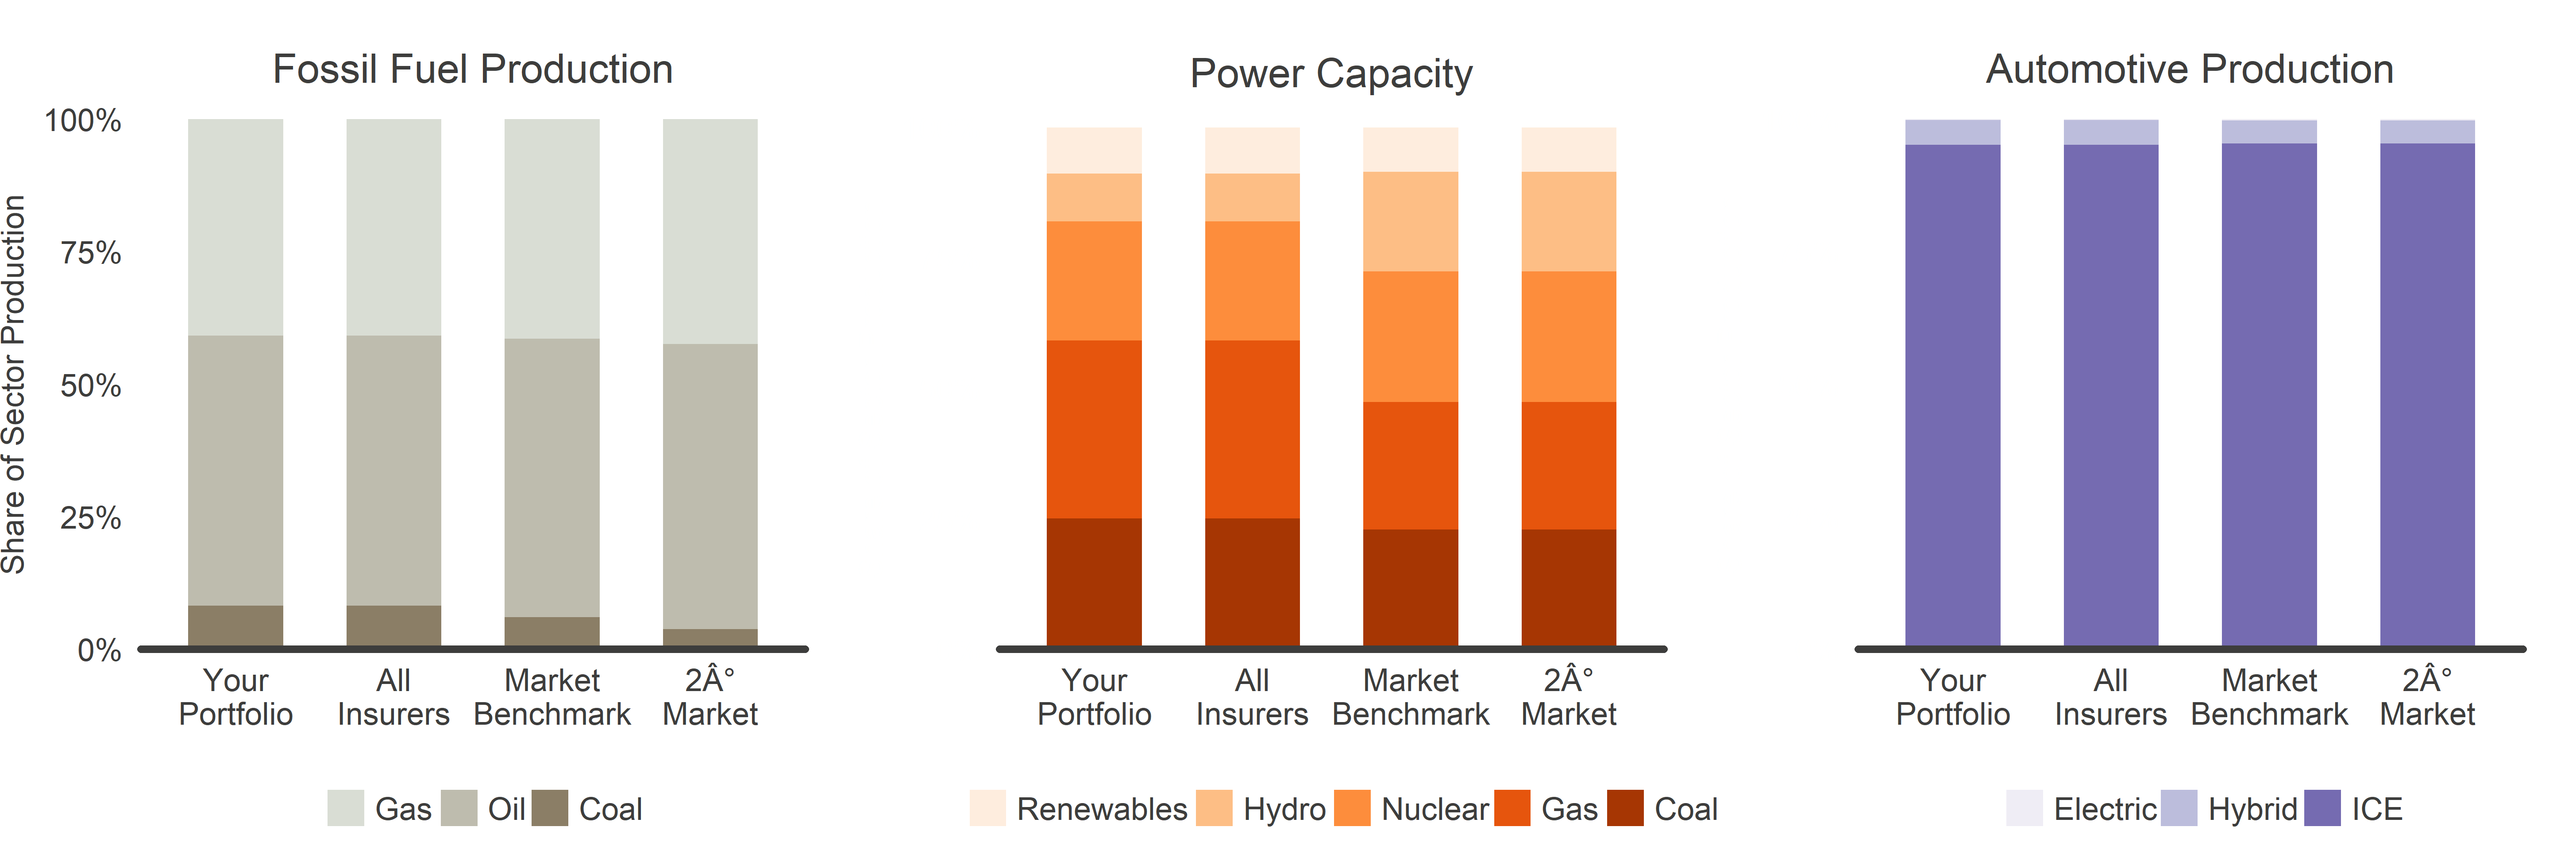 Fossil Fuel Production
Power Capacity
Automotive Production
Share of Sector Production
100%
75%
50%
25%
0%
Your
Portfolio
All
Insurers
Market
Benchmark
2Â°
Market
Your
Portfolio
All
Insurers
Market
Benchmark
2Â°
Market
Your
Portfolio
All
Insurers
Market
Benchmark
2Â°
Market
Gas Oil Coal
Renewables Hydro Nuclear Gas Coal
Electric Hybrid ICE